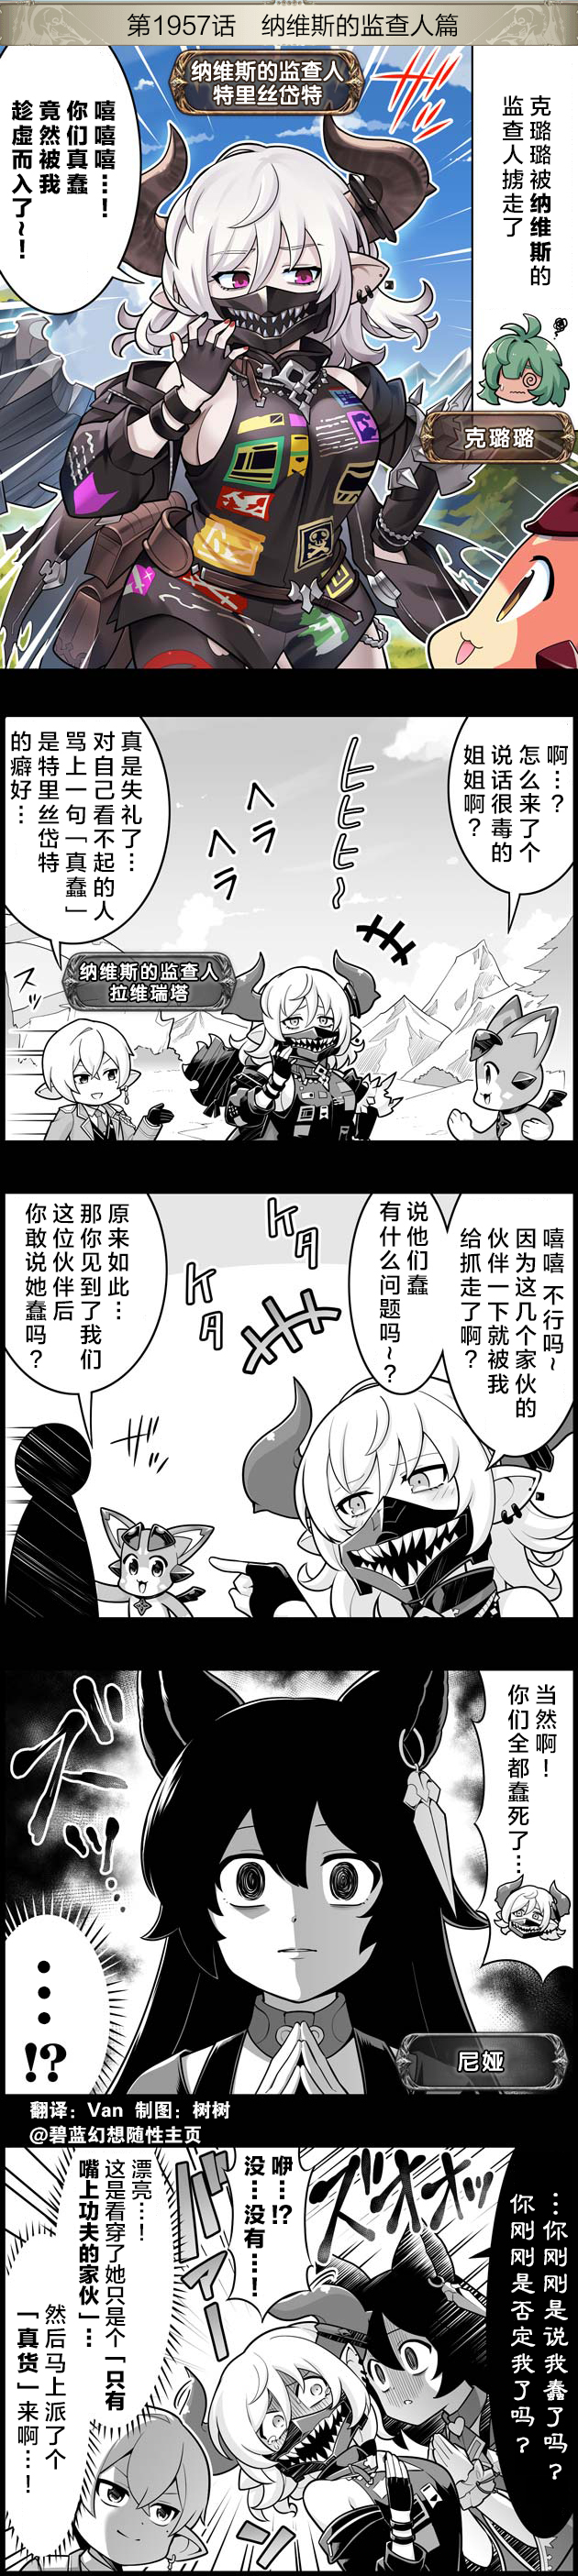 第1957话　纳维斯的监查人篇
克璐璐被纳维斯的
监查人掳走了
克璐璐
纳维斯的监查人
特里丝岱特
嘻嘻嘻…!
你们真蠢
竟然被我
趁虚而入了~!
啊…?
怎么来了个
说话很毒的
姐姐啊?
ヒヒヒ~
ヘラ
ヘラ
真是失礼了…
对自己看不起的人
骂上一句「真蠢」
是特里丝岱特
的癖好…
纳维斯的监查人
拉维瑞塔
スッ
嘻嘻 不行吗~
因为这几个家伙的
伙伴一下就被我
给抓走了啊?
说他们蠢
有什么问题吗~?
ケタ
ケタ
原来如此…
那你见到了我们
这位伙伴后
你敢说她蠢吗?
当然啊!
你们全都蠢死了…
ズッ
…!?
尼娅
翻译: Van 制图: 树树
@碧蓝幻想随性主页
…你刚刚是说我蠢了吗?
你刚刚是否定我了吗?
ズオオッ
咿…!?
没…没有…!
バァーン
漂亮…!
这是看穿了她只是个「只有
嘴上功夫的家伙」…
然后马上派了个
「真货」来啊…!